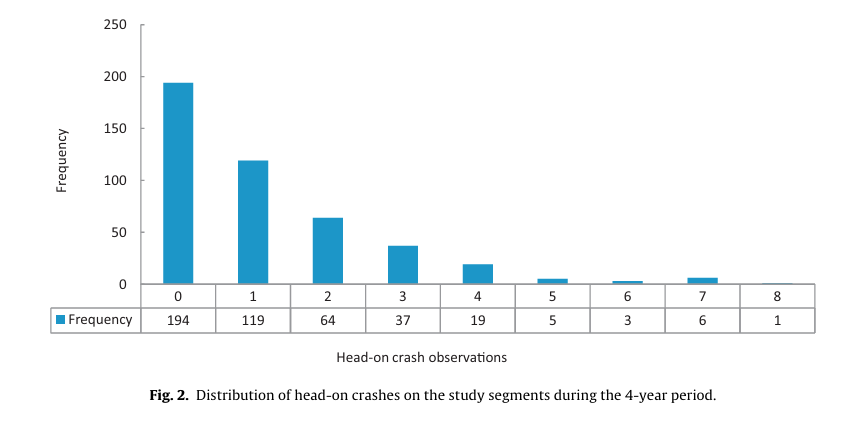 250
200
150
100
50
0
Frequency
0 1 2 3 4 5 6 7 8
Frequency 194 119 64 37 19 5 3 6 1
Head-on crash observations
Fig. 2. Distribution of head-on crashes on the study segments during the 4-year period.